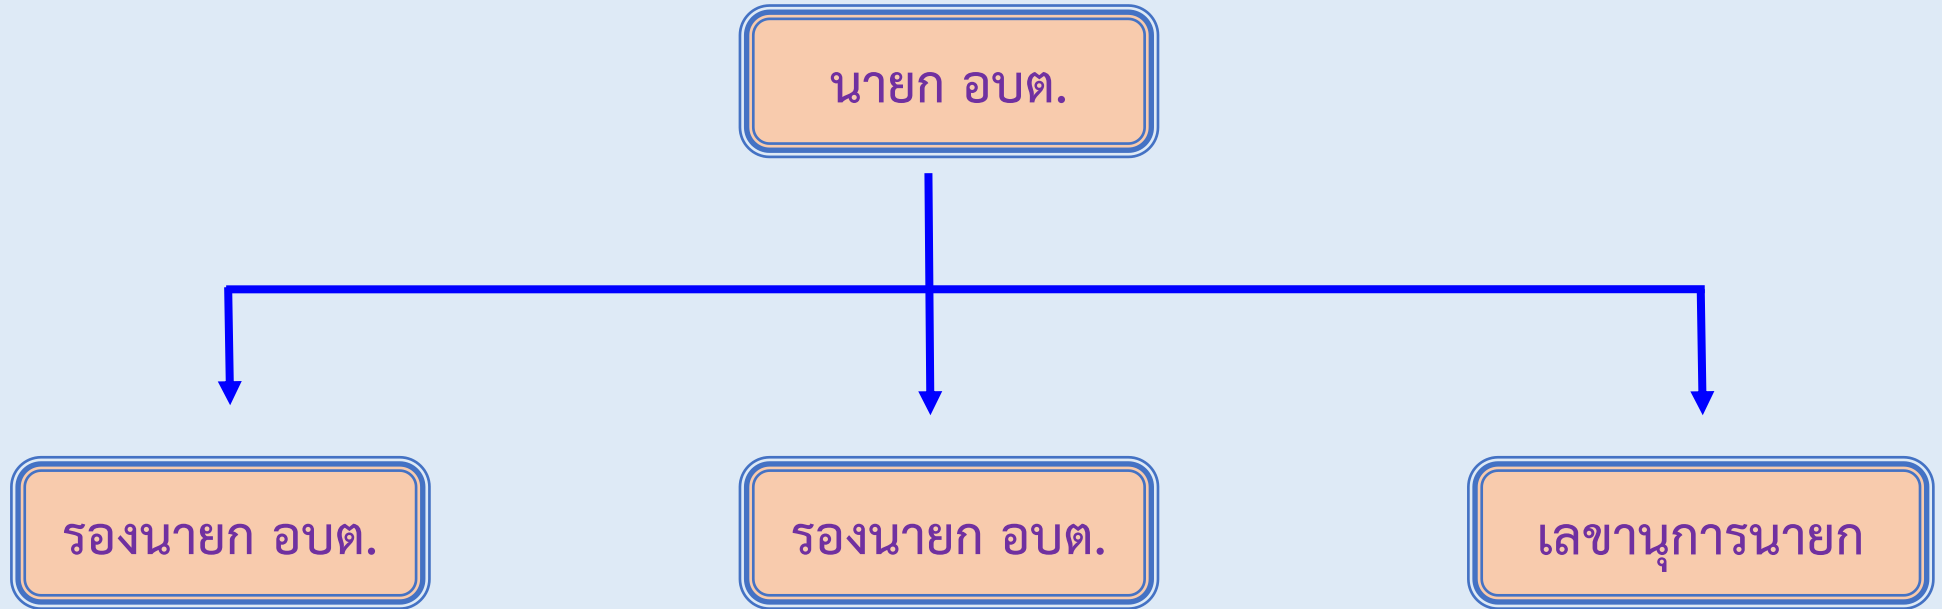 นายก อบต.
รองนายก อบต.
รองนายก อบต.
เลขานุการนายก